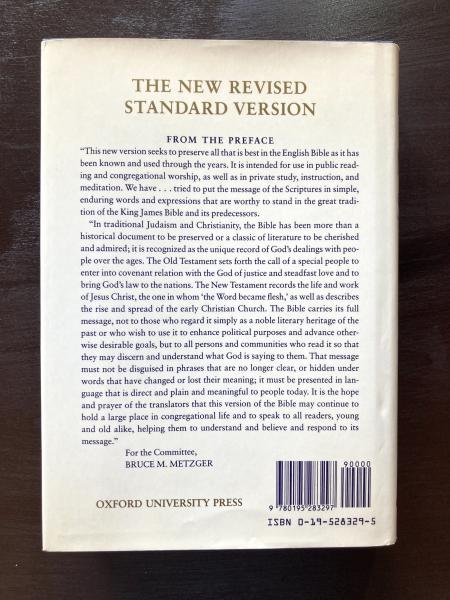 THE NEW REVISED
STANDARD VERSION
FROM THE PREFACE
“This new version seeks to preserve all that is best in the English Bible as it has
been known and used through the years. It is intended for use in public read-
ing and congregational worship, as well as in private study, instruction, and
meditation. We have . . . tried to put the message of the Scriptures in simple,
enduring words and expressions that are worthy to stand in the great tradi-
tion of the King James Bible and its predecessors.
“In traditional Judaism and Christianity, the Bible has been more than a
historical document to be preserved or a classic of literature to be cherished
and admired; it is recognized as the unique record of God’s dealings with peo-
ple over the ages. The Old Testament sets forth the call of a special people to
enter into covenant relation with the God of justice and steadfast love and to
bring God’s law to the nations. The New Testament records the life and work
of Jesus Christ, the one in whom ‘the Word became flesh,’ as well as describes
the rise and spread of the early Christian Church. The Bible carries its full
message, not to those who regard it simply as a noble literary heritage of the
past or who wish to use it to enhance political purposes and advance other-
wise desirable goals, but to all persons and communities who read it so that
they may discern and understand what God is saying to them. That message
must not be disguised in phrases that are no longer clear, or hidden under
words that have changed or lost their meaning; it must be presented in lan-
guage that is direct and plain and meaningful to people today. It is the hope
and prayer of the translators that this version of the Bible may continue to
hold a large place in congregational life and to speak to all readers, young
and old alike, helping them to understand and believe and respond to its
message.”
For the Committee,
BRUCE M. METZGER
90000
OXFORD UNIVERSITY PRESS
9 780195 283297
ISBN 0-19-528329-5